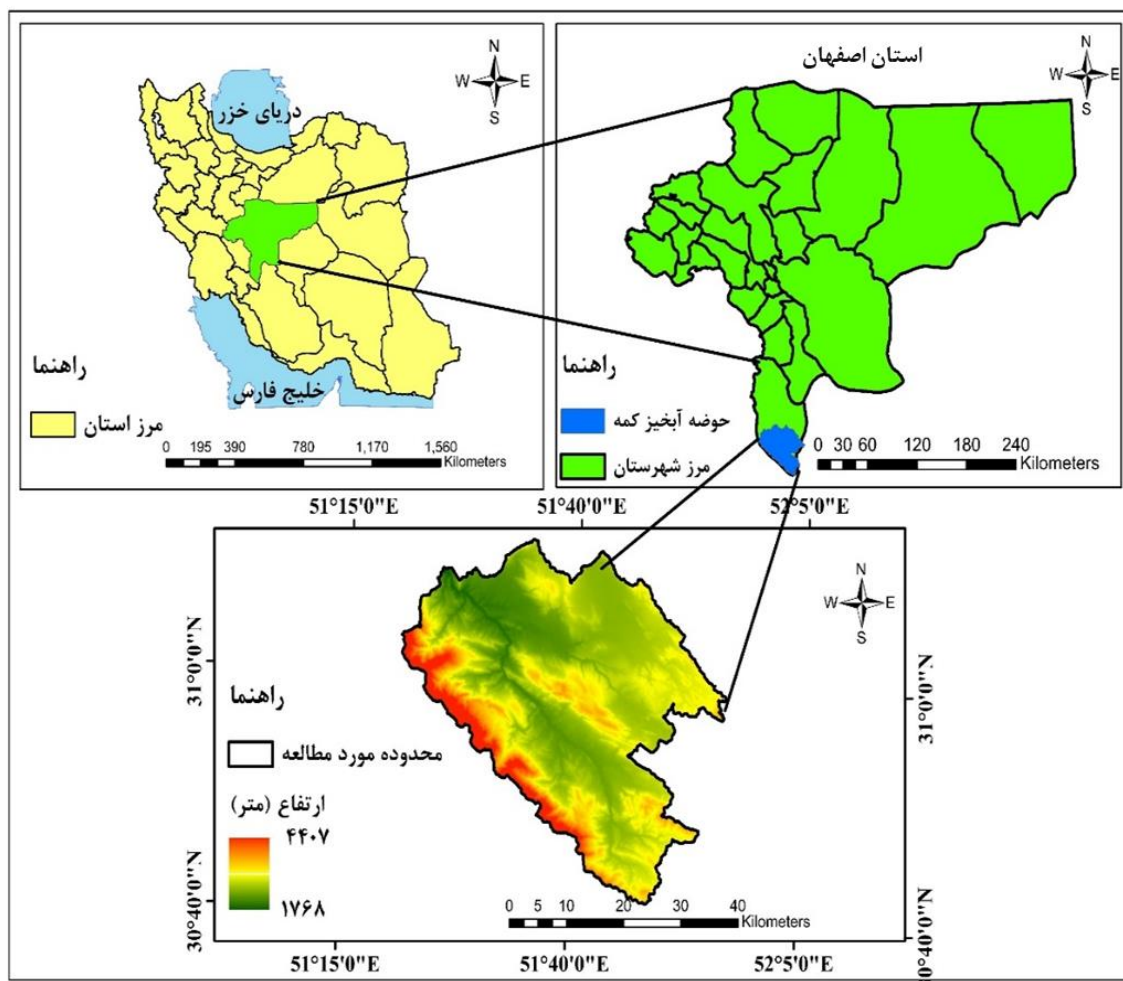 N
W E
S
دریای خزر
خلیج فارس
راهنما
مرز استان
0 195 390 780 1,170 1,560
Kilometers
استان اصفهان
N
W E
S
راهنما
حوضه آبخیز کمه
مرز شهرستان
0 30 60 120 180 240
Kilometers
51°15'0"E 51°40'0"E 52°5'0"E
N
W E
S
31°0'0"N
31°0'0"N
راهنما
محدوده مورد مطالعه
ارتفاع (متر)
۴۴۰۷
۱۷۶۸
0 5 10 20 30 40
Kilometers
30°40'0"N
30°40'0"N
51°15'0"E 51°40'0"E 52°5'0"E